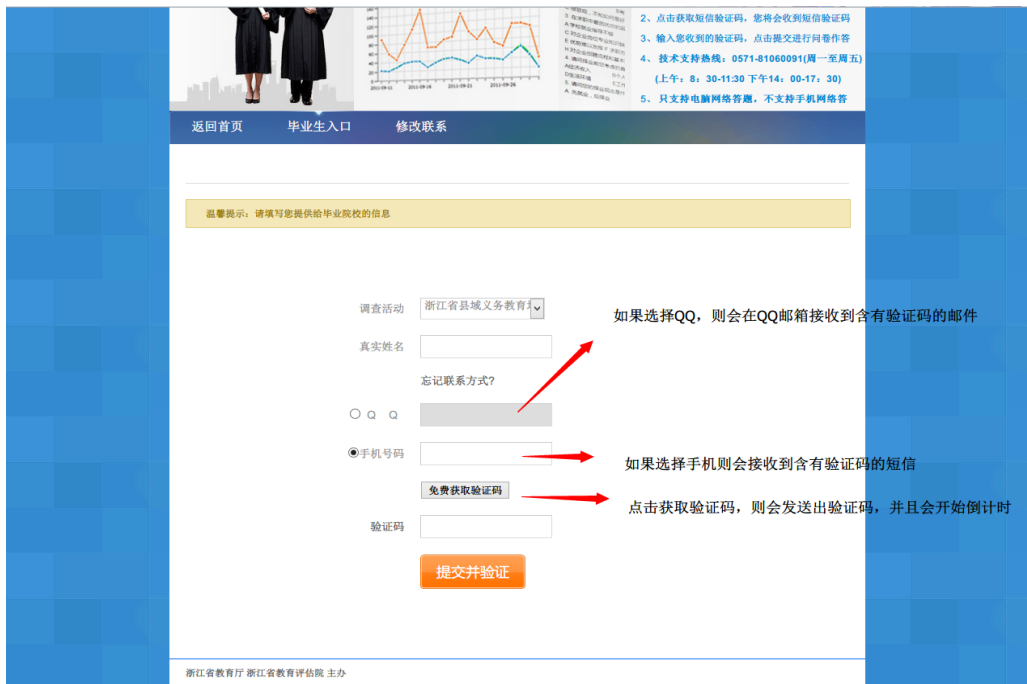 2、点击获取短信验证码，您将会收到短信验证码
3、输入您收到的验证码，点击提交进行问卷作答
4、技术支持热线：0571-81060091(周一至周五)
(上午：8：30-11:30 下午14：00-17：30)
5、只支持电脑网络答题，不支持手机网络答
2011-09-11 2011-09-16 2011-09-21 2011-09-26
返回首页 毕业生入口 修改联系
温馨提示：请填写您提供给毕业院校的信息
调查活动 浙江省县域义务教育
如果选择QQ，则会在QQ邮箱接收到含有验证码的邮件
真实姓名
忘记联系方式?
Q Q
手机号码
如果选择手机则会接收到含有验证码的短信
免费获取验证码
点击获取验证码，则会发送出验证码，并且会开始倒计时
验证码
提交并验证
浙江省教育厅 浙江省教育评估院 主办